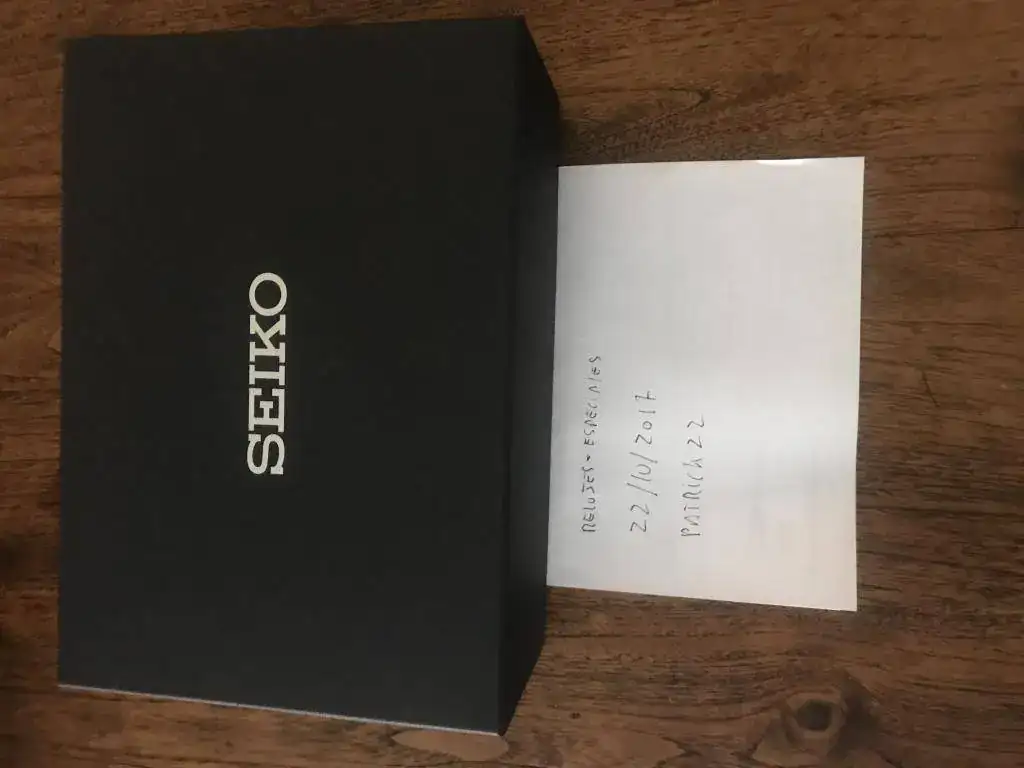 SEIKO
RELOJES-ESPECIALES
22/10/2017
PATRICK22